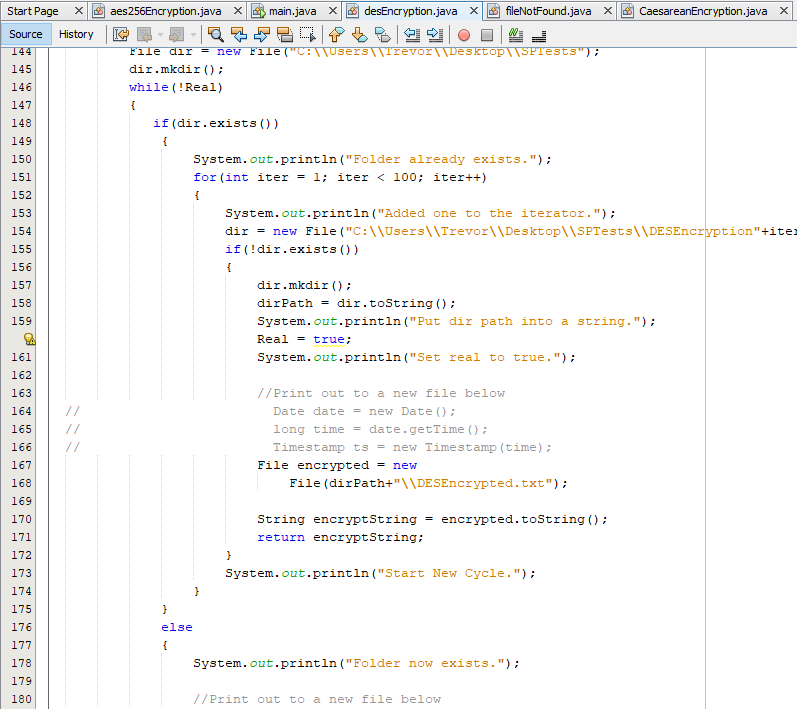 Start Page aes256Encryption.java main.java desEncryption.java fileNotFound.java CaesareanEncryption.java
Source History
144 File dir = new File("C:\\Users\\Trevor\\Desktop\\SPTests");
145 dir.mkdir();
146 while(!Real)
147 {
148 if(dir.exists())
149 {
150 System.out.println("Folder already exists.");
151 for(int iter = 1; iter < 100; iter++)
152 {
153 System.out.println("Added one to the iterator.");
154 dir = new File("C:\\Users\\Trevor\\Desktop\\SPTests\\DESEncryption"+iter
155 if(!dir.exists())
156 {
157 dir.mkdir();
158 dirPath = dir.toString();
159 System.out.println("Put dir path into a string.");
Real = true;
161 System.out.println("Set real to true.");
162
163 //Print out to a new file below
164 // Date date = new Date();
165 // long time = date.getTime();
166 // Timestamp ts = new Timestamp(time);
167 File encrypted = new
168 File(dirPath+"\\DESEncrypted.txt");
169
170 String encryptString = encrypted.toString();
171 return encryptString;
172 }
173 System.out.println("Start New Cycle.");
174 }
175 }
176 else
177 {
178 System.out.println("Folder now exists.");
179
180 //Print out to a new file below